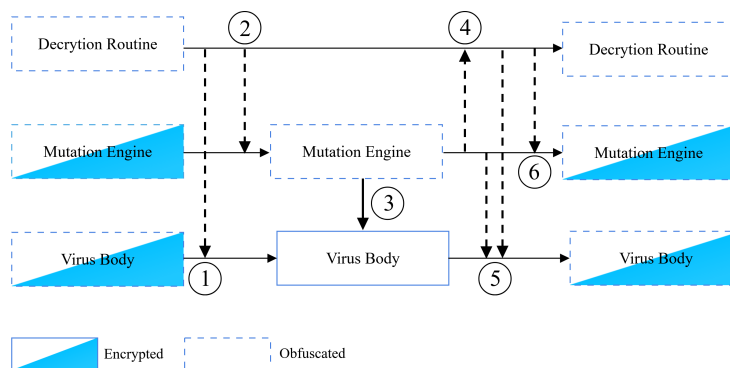 2
4
Decrytion Routine
Decrytion Routine
Mutation Engine
Mutation Engine
Mutation Engine
6
3
Virus Body
Virus Body
Virus Body
1
5
Encrypted
Obfuscated